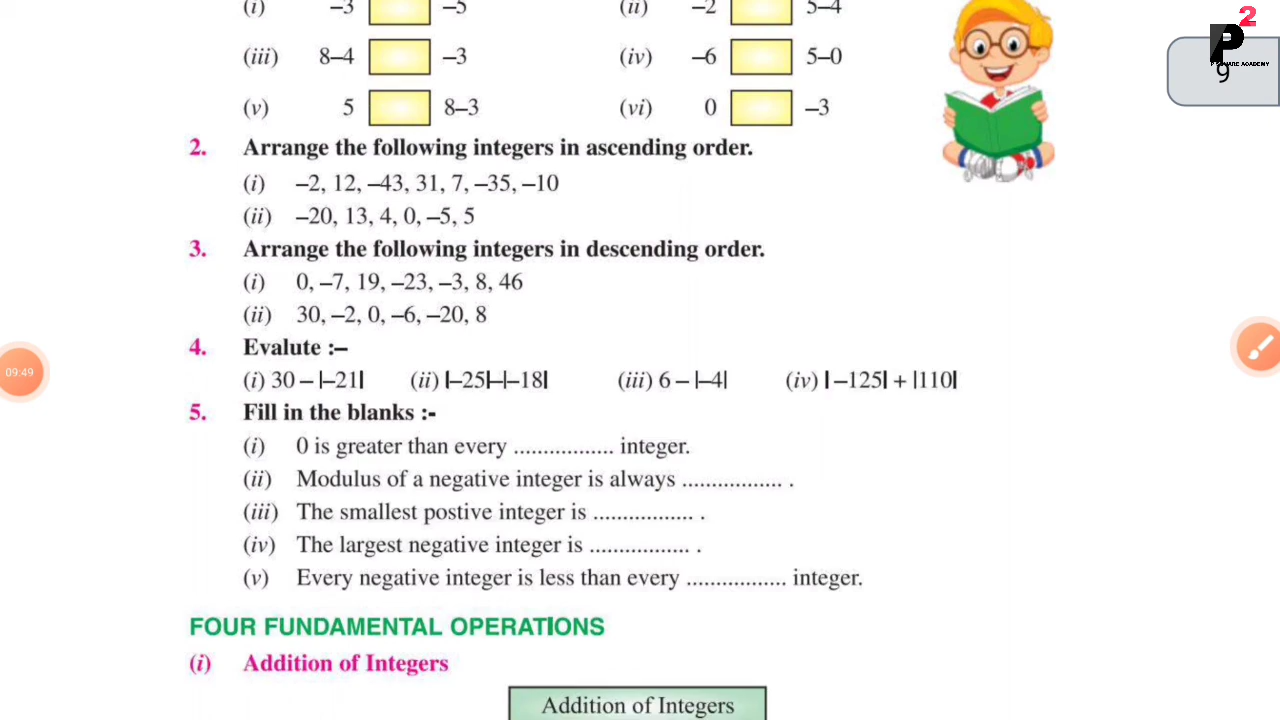 (i) –3 –5 (ii) –2 5–4
(iii) 8–4 –3 (iv) –6 5–0
(v) 5 8–3 (vi) 0 –3
2. Arrange the following integers in ascending order.
(i) –2, 12, –43, 31, 7, –35, –10
(ii) –20, 13, 4, 0, –5, 5
3. Arrange the following integers in descending order.
(i) 0, –7, 19, –23, –3, 8, 46
(ii) 30, –2, 0, –6, –20, 8
4. Evalute :–
(i) 30 – |–21| (ii) |–25|–|–18| (iii) 6 – |–4| (iv) | –125| + |110|
5. Fill in the blanks :-
(i) 0 is greater than every ................. integer.
(ii) Modulus of a negative integer is always ................. .
(iii) The smallest postive integer is ................. .
(iv) The largest negative integer is ................. .
(v) Every negative integer is less than every ................. integer.
FOUR FUNDAMENTAL OPERATIONS
(i) Addition of Integers
Addition of Integers
P 2
9
09:49